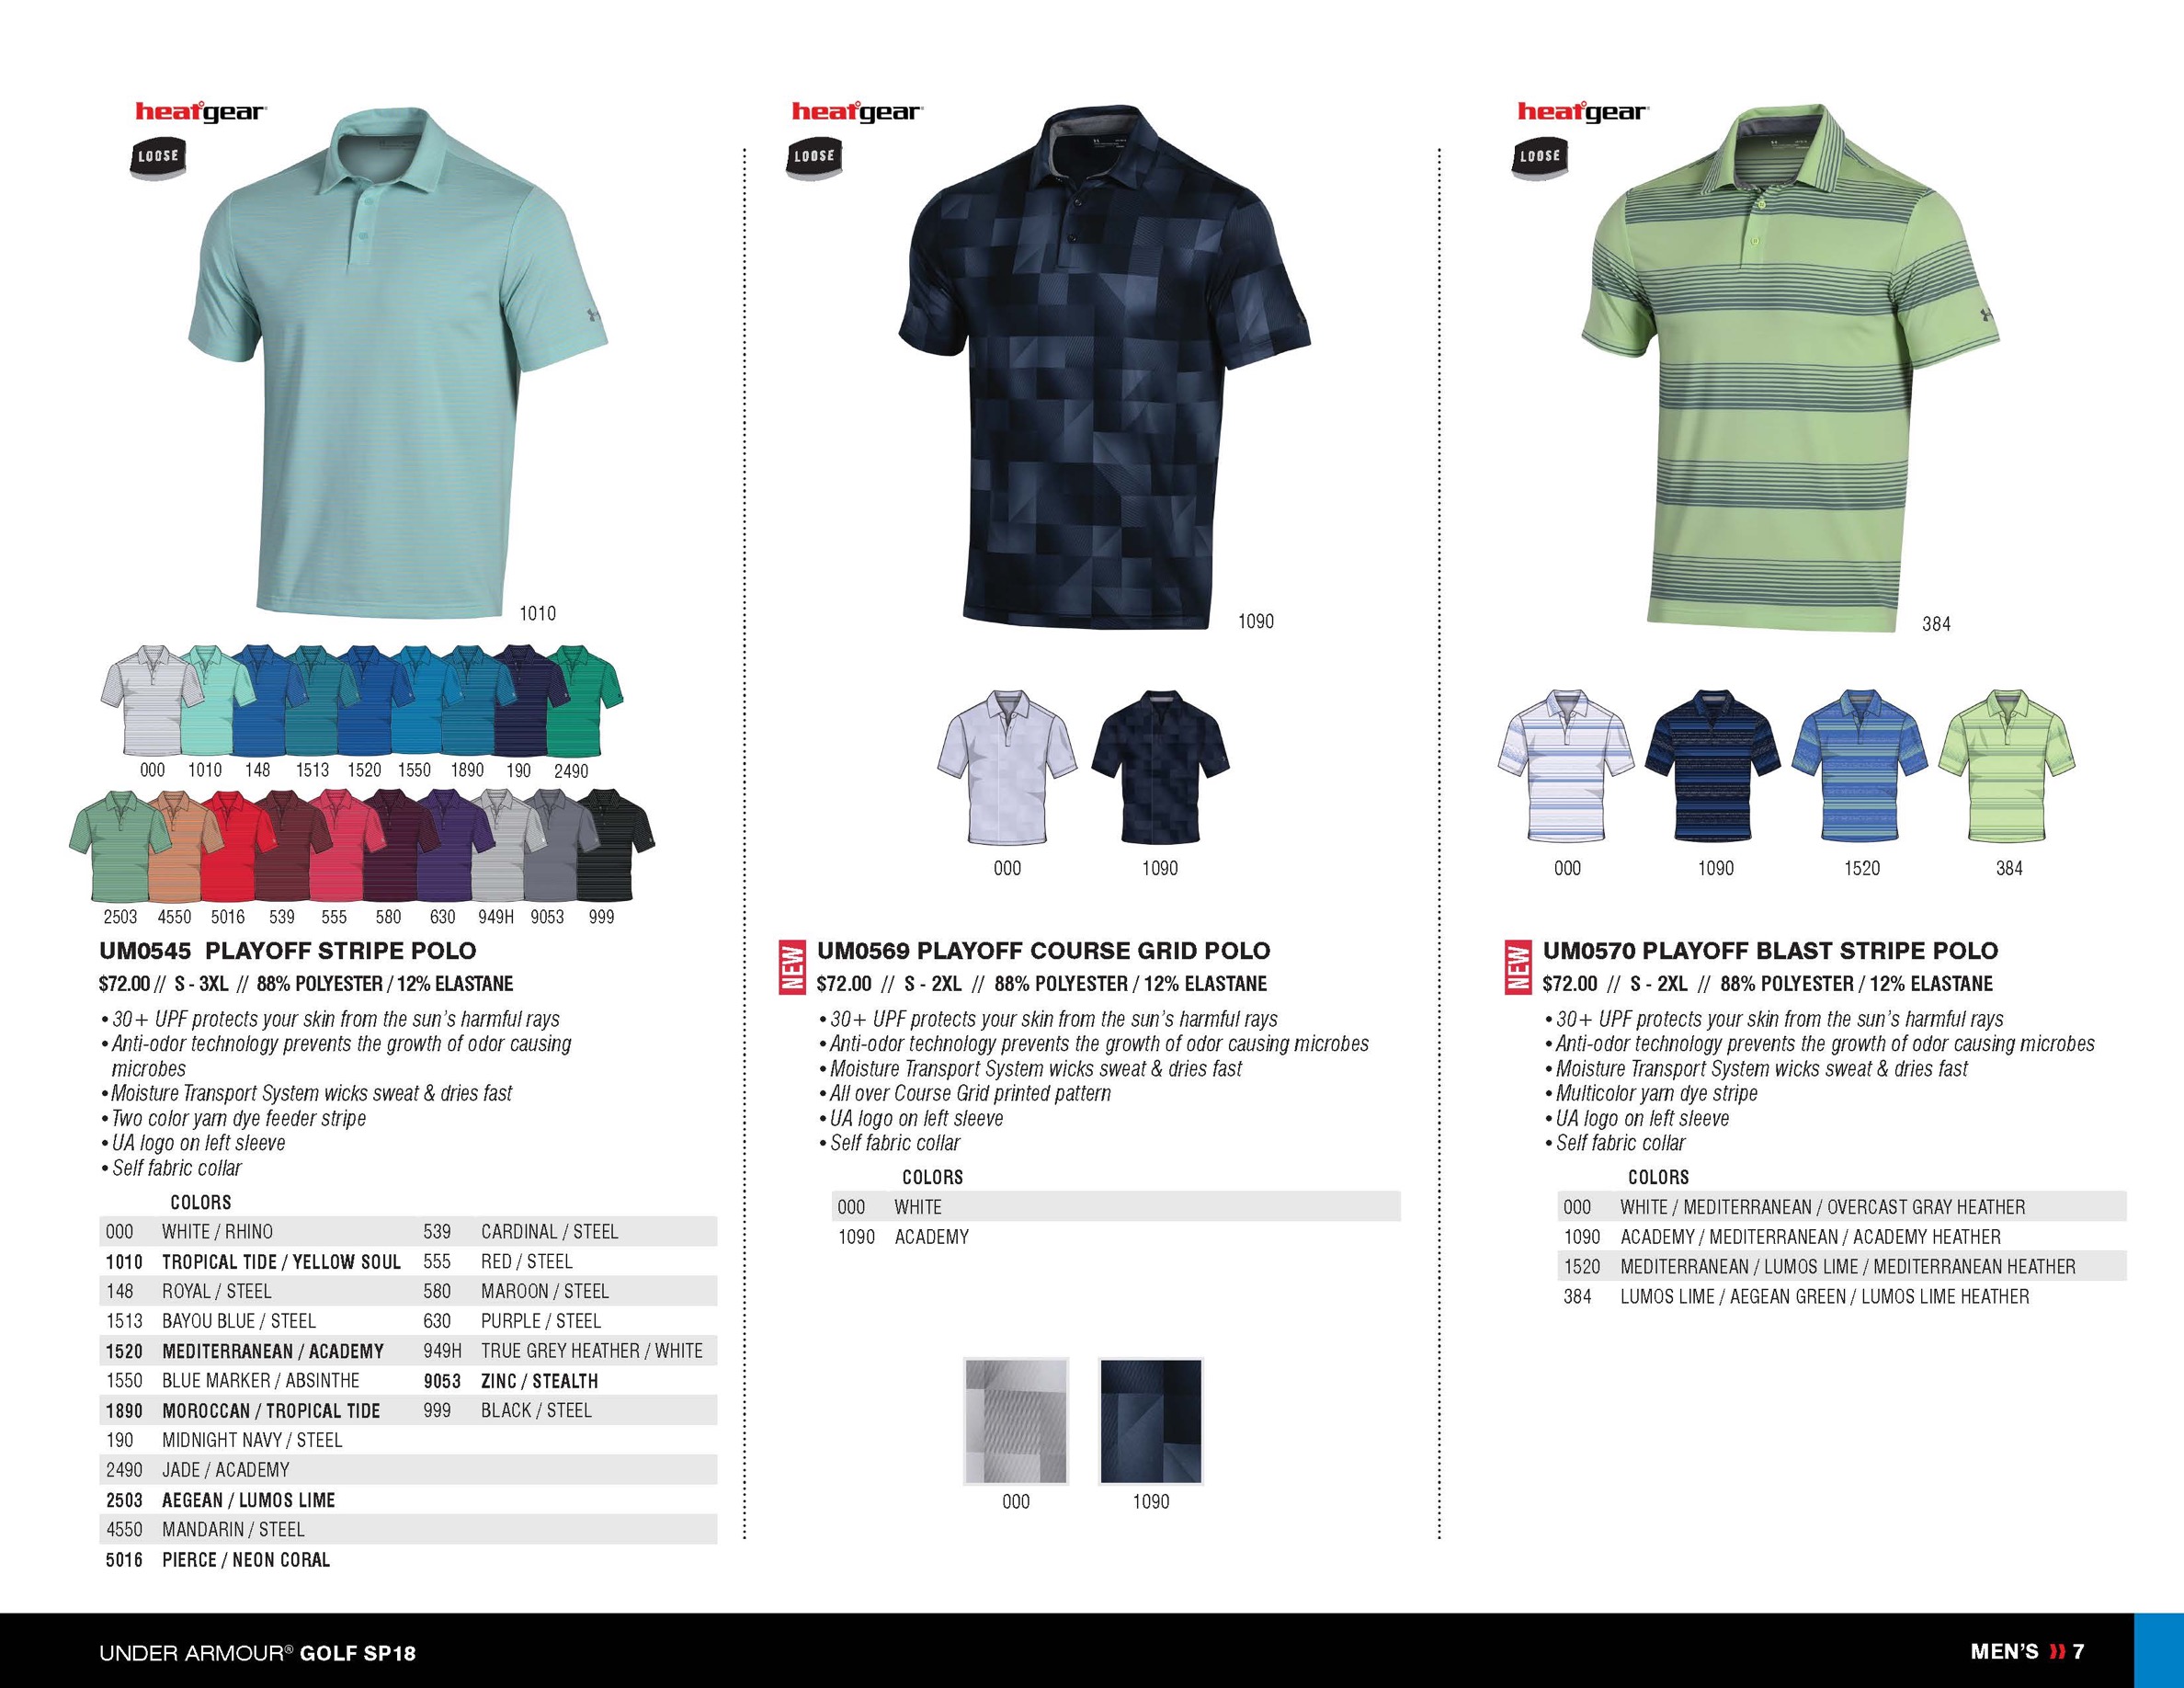 heatgear
LOOSE
1010
000 1010 148 1513 1520 1550 1890 190 2490
2503 4550 5016 539 555 580 630 949H 9053 999
UM0545 PLAYOFF STRIPE POLO
$72.00 // S - 3XL // 88% POLYESTER / 12% ELASTANE
• 30+ UPF protects your skin from the sun's harmful rays
• Anti-odor technology prevents the growth of odor causing
microbes
• Moisture Transport System wicks sweat & dries fast
• Two color yarn dye feeder stripe
• UA logo on left sleeve
• Self fabric collar
COLORS
000 WHITE / RHINO 539 CARDINAL / STEEL
1010 TROPICAL TIDE / YELLOW SOUL 555 RED / STEEL
148 ROYAL / STEEL 580 MAROON / STEEL
1513 BAYOU BLUE / STEEL 630 PURPLE / STEEL
1520 MEDITERRANEAN / ACADEMY 949H TRUE GREY HEATHER / WHITE
1550 BLUE MARKER / ABSINTHE 9053 ZINC / STEALTH
1890 MOROCCAN / TROPICAL TIDE 999 BLACK / STEEL
190 MIDNIGHT NAVY / STEEL
2490 JADE / ACADEMY
2503 AEGEAN / LUMOS LIME
4550 MANDARIN / STEEL
5016 PIERCE / NEON CORAL
heatgear
LOOSE
1090
000 1090
NEW
UM0569 PLAYOFF COURSE GRID POLO
$72.00 // S - 2XL // 88% POLYESTER / 12% ELASTANE
• 30+ UPF protects your skin from the sun's harmful rays
• Anti-odor technology prevents the growth of odor causing microbes
• Moisture Transport System wicks sweat & dries fast
• All over Course Grid printed pattern
• UA logo on left sleeve
• Self fabric collar
COLORS
000 WHITE
1090 ACADEMY
000 1090
heatgear
LOOSE
384
000 1090 1520 384
NEW
UM0570 PLAYOFF BLAST STRIPE POLO
$72.00 // S - 2XL // 88% POLYESTER / 12% ELASTANE
• 30+ UPF protects your skin from the sun's harmful rays
• Anti-odor technology prevents the growth of odor causing microbes
• Moisture Transport System wicks sweat & dries fast
• Multicolor yarn dye stripe
• UA logo on left sleeve
• Self fabric collar
COLORS
000 WHITE / MEDITERRANEAN / OVERCAST GRAY HEATHER
1090 ACADEMY / MEDITERRANEAN / ACADEMY HEATHER
1520 MEDITERRANEAN / LUMOS LIME / MEDITERRANEAN HEATHER
384 LUMOS LIME / AEGEAN GREEN / LUMOS LIME HEATHER
UNDER ARMOUR® GOLF SP18
MEN'S 7